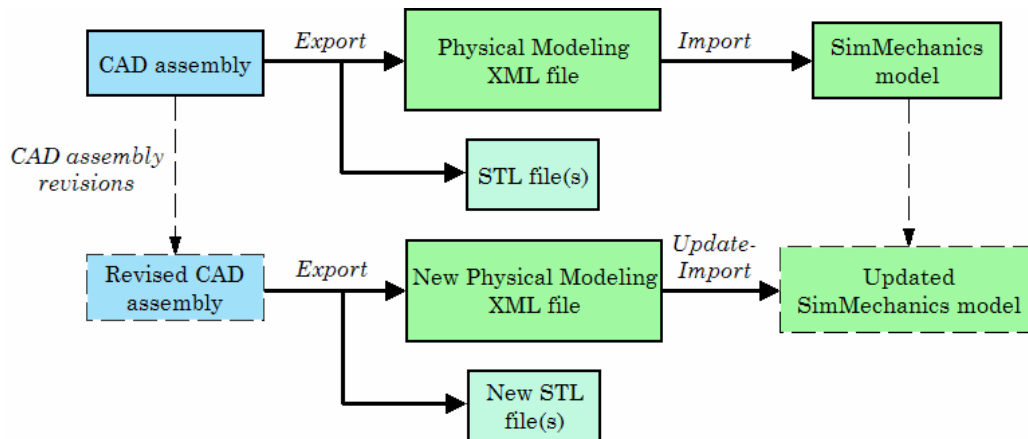 Export
Physical Modeling
XML file
Import
SimMechanics
model
CAD assembly
CAD assembly
revisions
STL file(s)
Revised CAD
assembly
Export
New Physical Modeling
XML file
Update-
Import
Updated
SimMechanics model
New STL
file(s)